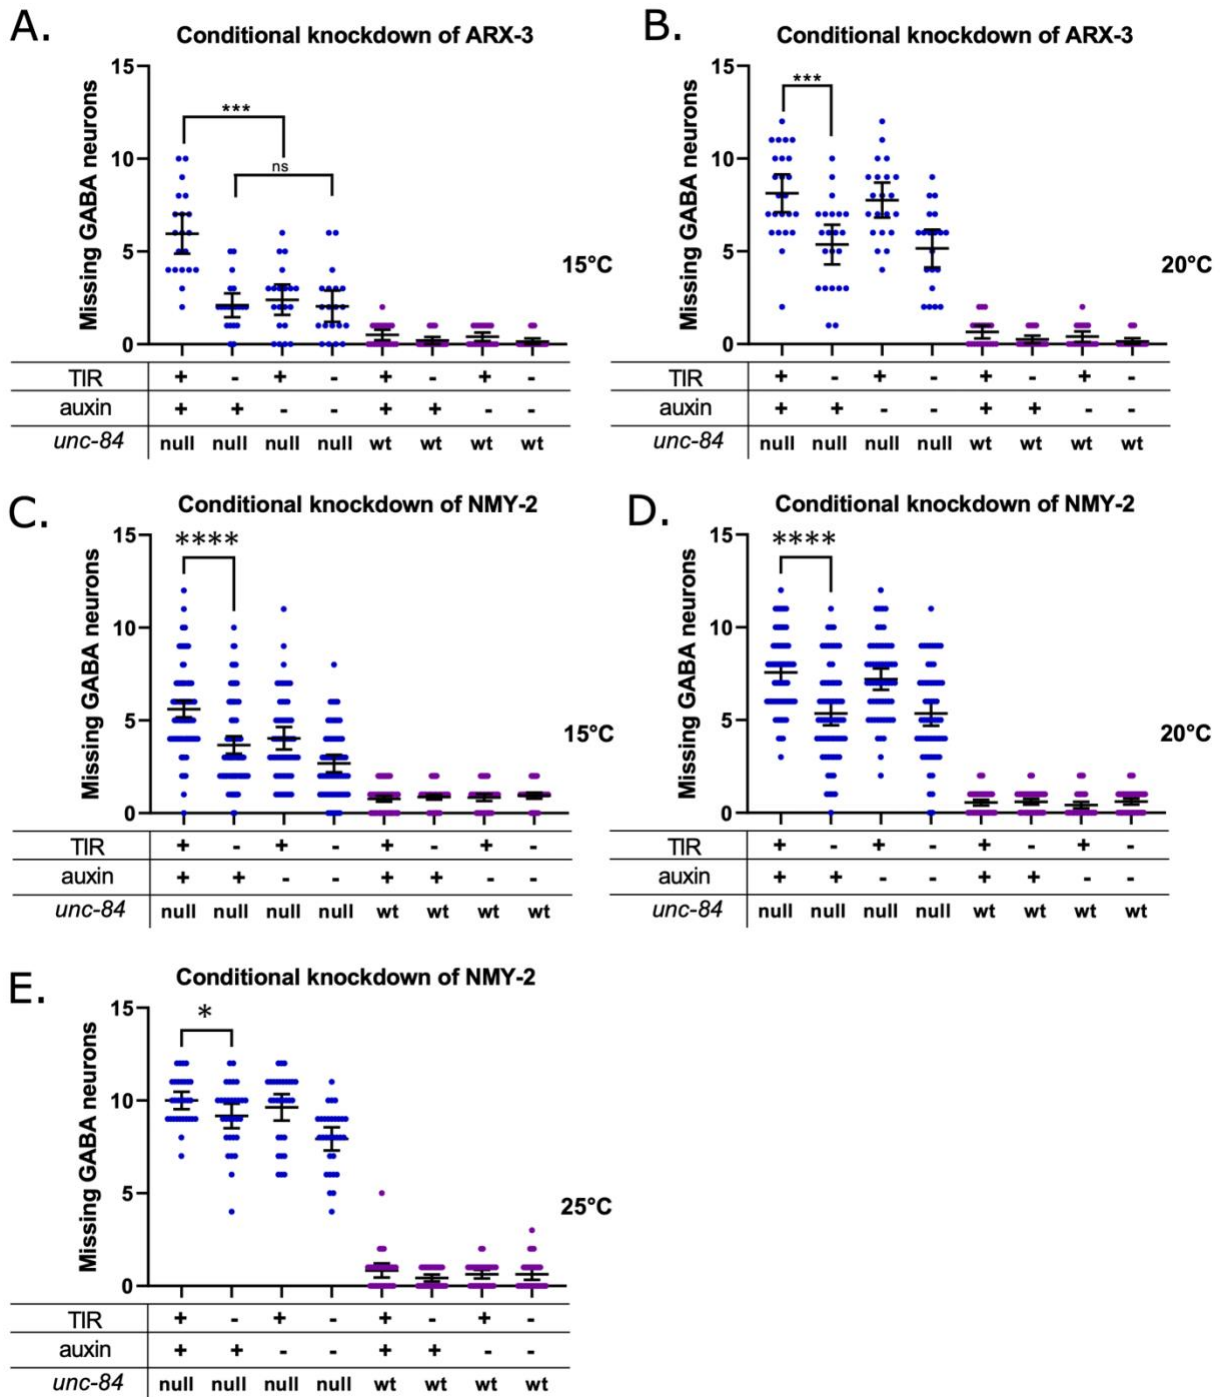 A.
Conditional knockdown of ARX-3
Missing GABA neurons
15
10
5
0
***
ns
15°C
TIR + - + - + - + -
auxin + + - - + + - -
unc-84 null null null null wt wt wt wt
B.
Conditional knockdown of ARX-3
Missing GABA neurons
15
10
5
0
***
20°C
TIR + - + - + - + -
auxin + + - - + + - -
unc-84 null null null null wt wt wt wt
C.
Conditional knockdown of NMY-2
Missing GABA neurons
15
10
5
0
****
15°C
TIR + - + - + - + -
auxin + + - - + + - -
unc-84 null null null null wt wt wt wt
D.
Conditional knockdown of NMY-2
Missing GABA neurons
15
10
5
0
****
20°C
TIR + - + - + - + -
auxin + + - - + + - -
unc-84 null null null null wt wt wt wt
E.
Conditional knockdown of NMY-2
Missing GABA neurons
15
10
5
0
*
25°C
TIR + - + - + - + -
auxin + + - - + + - -
unc-84 null null null null wt wt wt wt